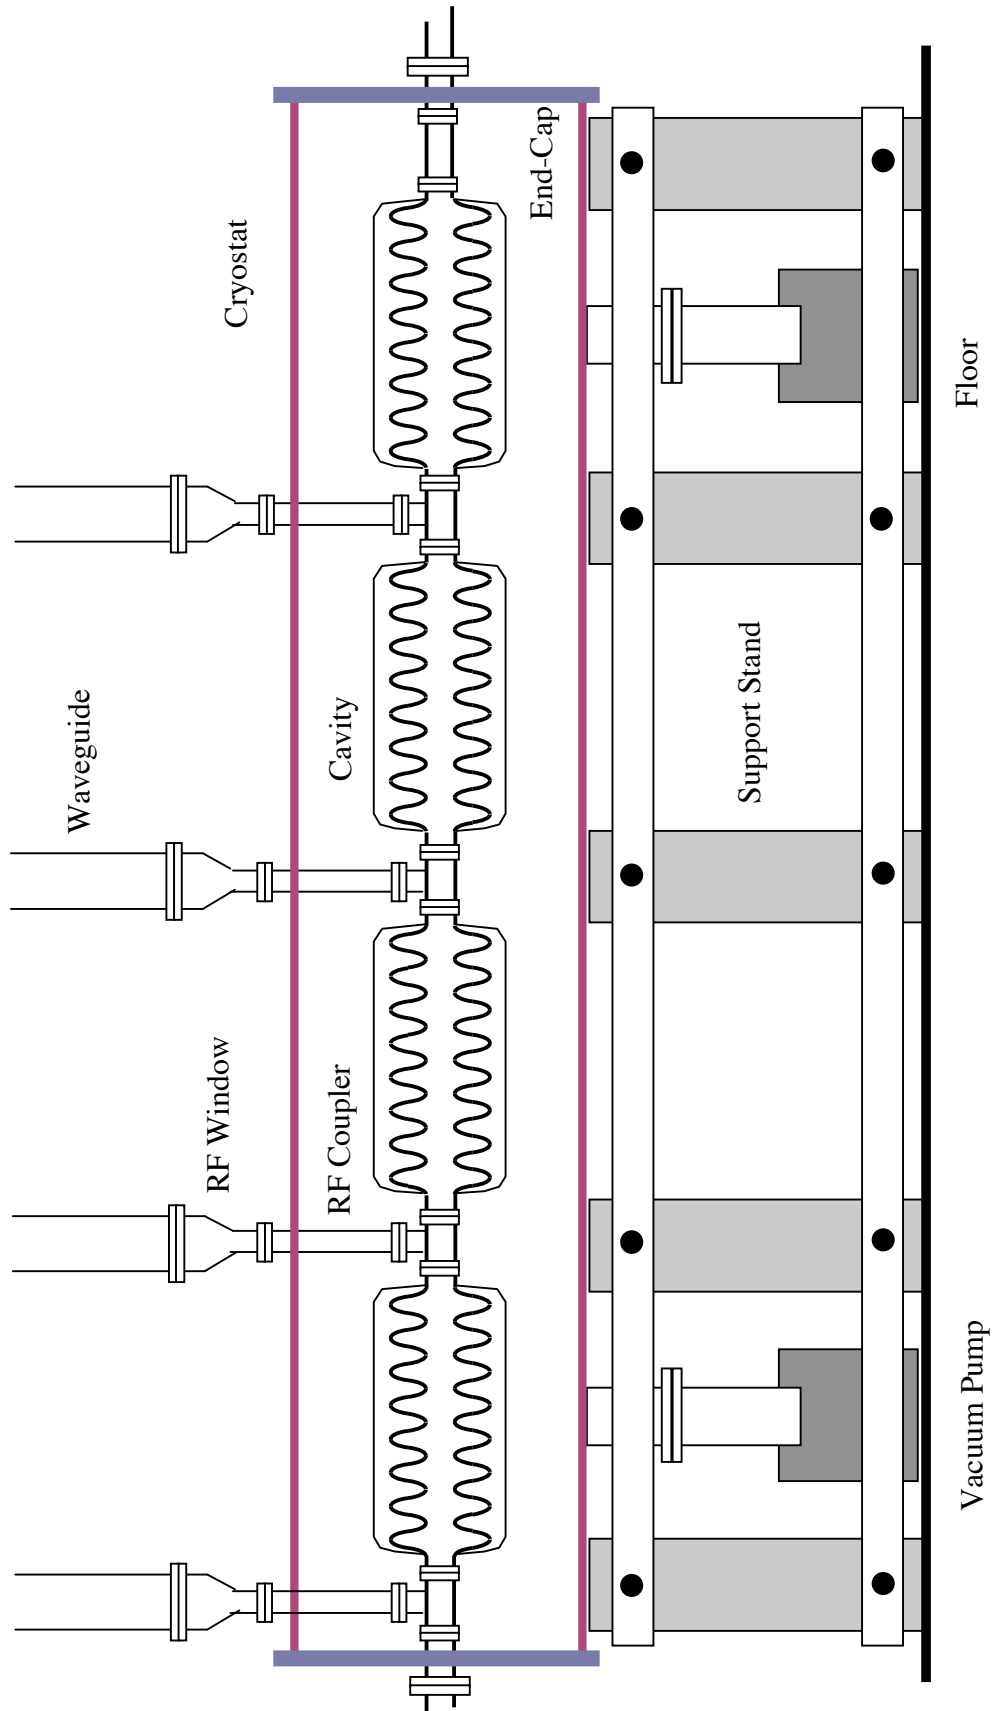 Waveguide
RF Window
Cryostat
RF Coupler
Cavity
End-Cap
Support Stand
Vacuum Pump
Floor